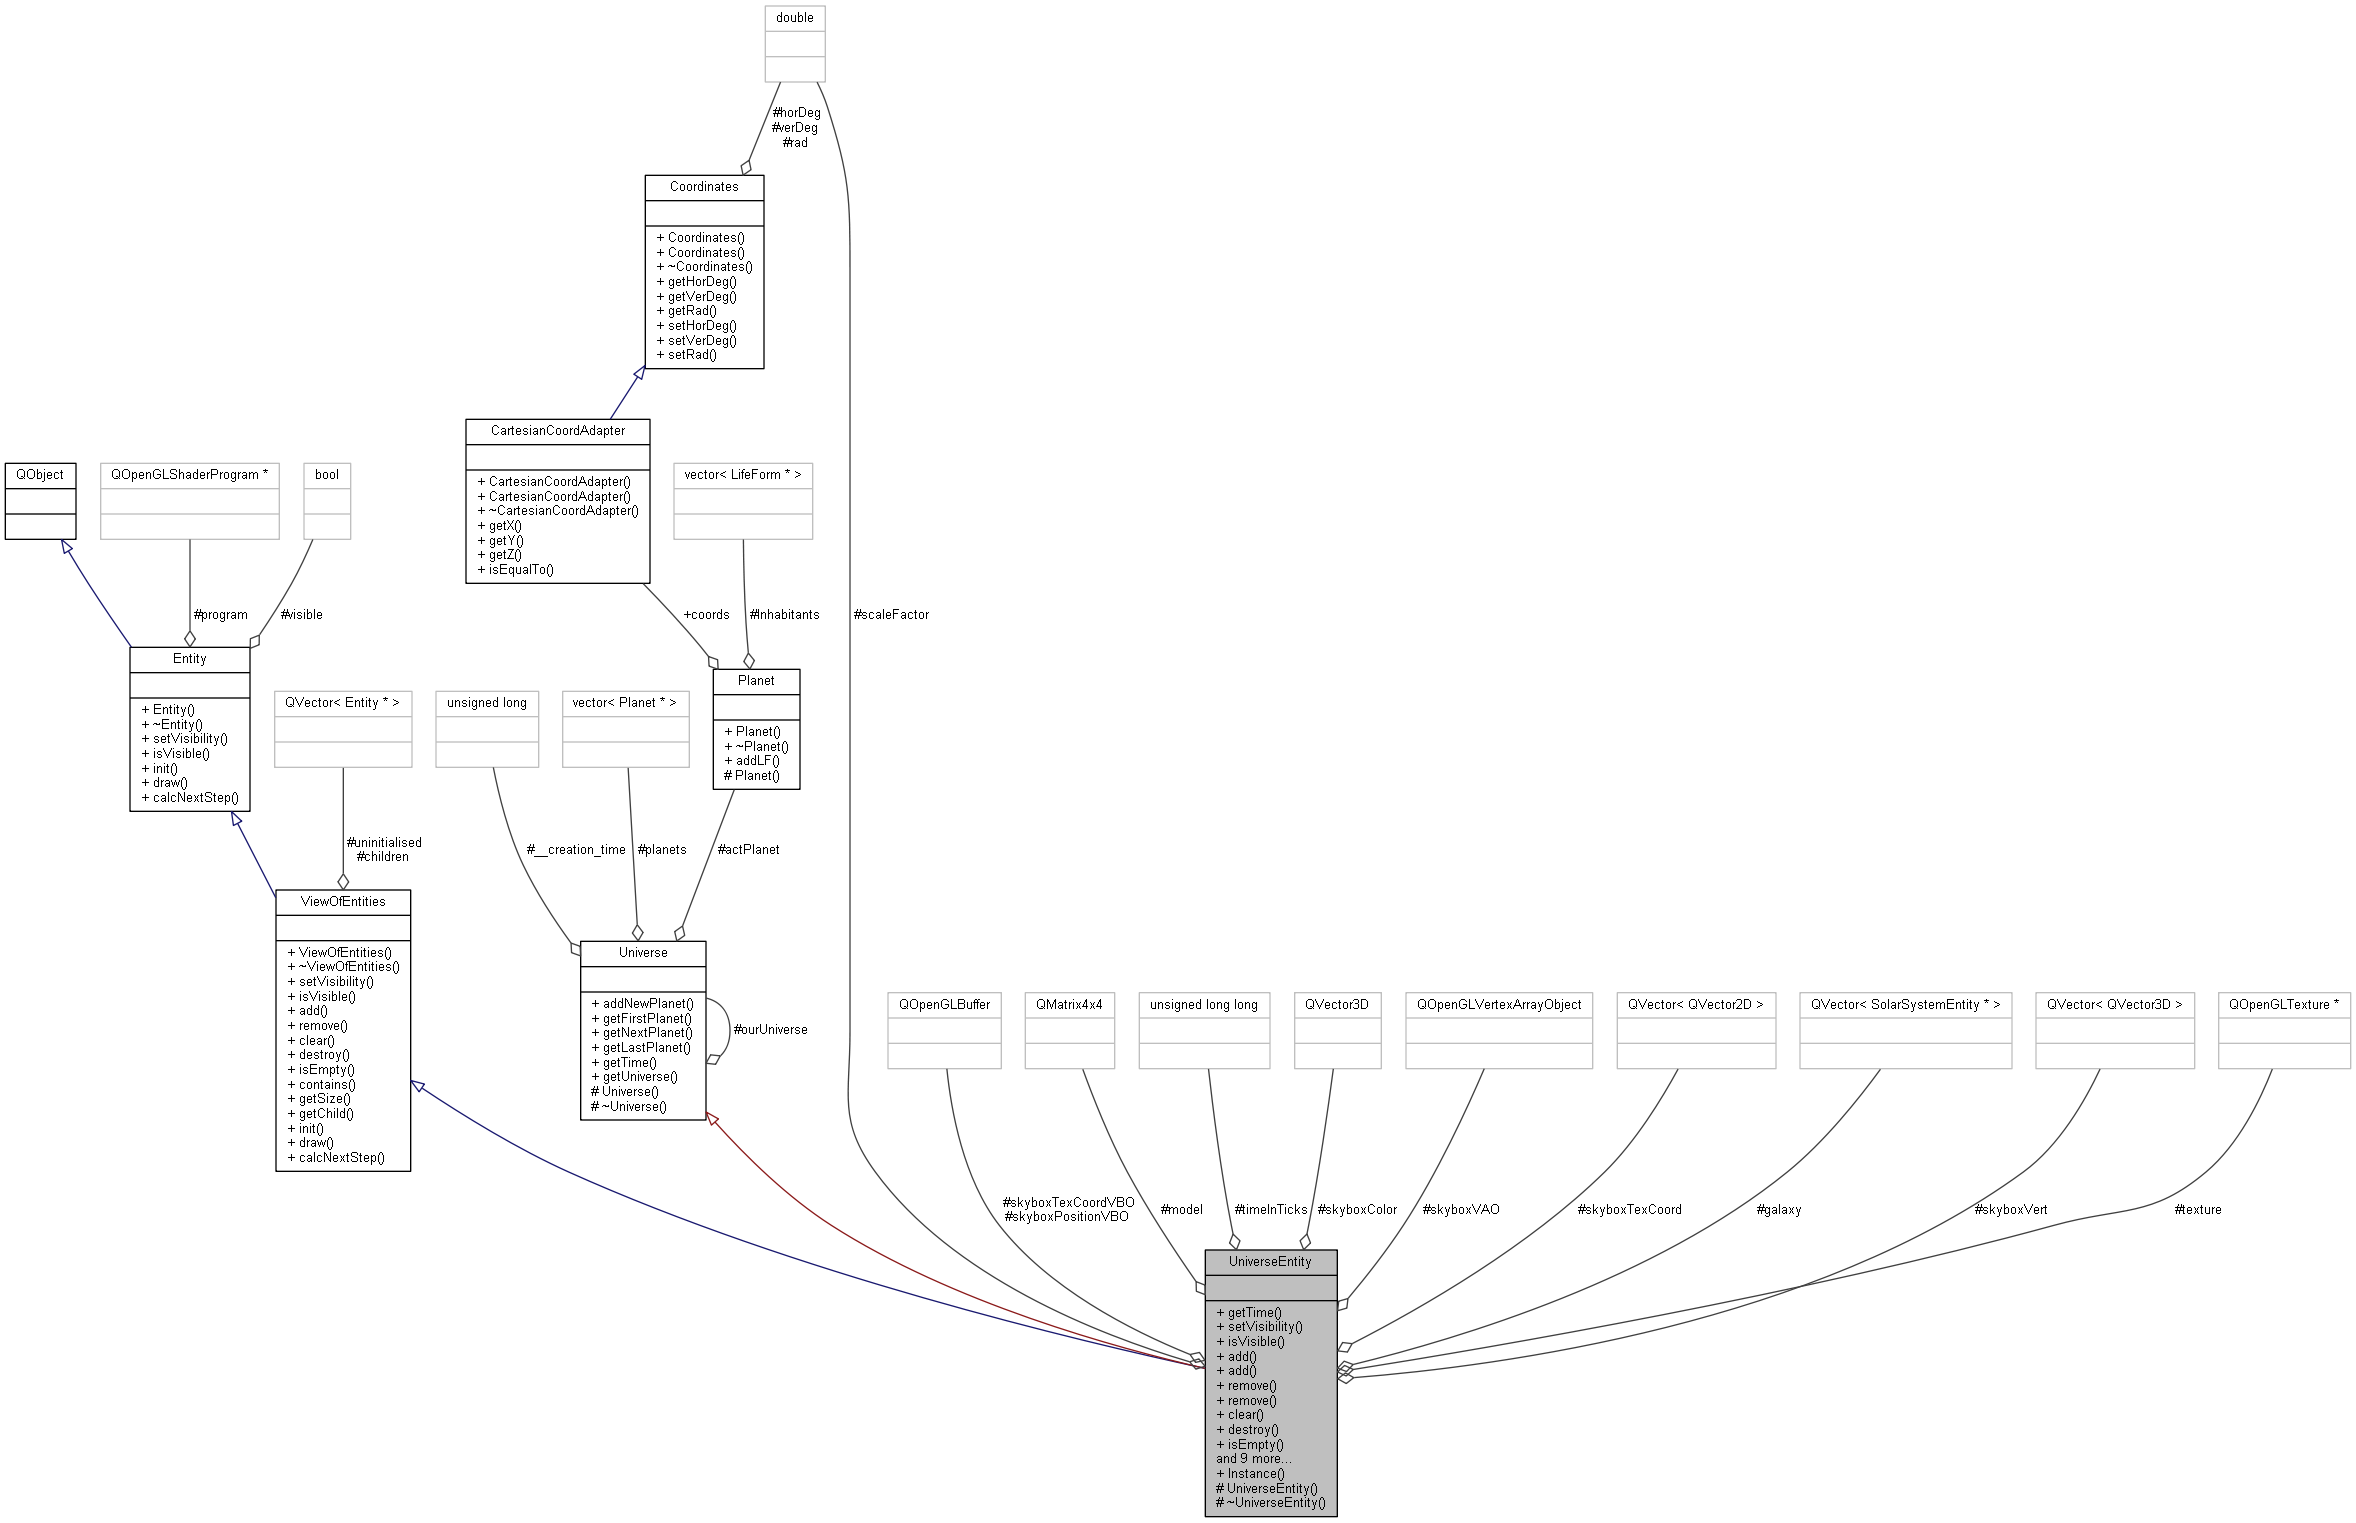 double
#horDeg
#verDeg
#rad
Coordinates
+ Coordinates()
+ Coordinates()
+ ~Coordinates()
+ getHorDeg()
+ getVerDeg()
+ getRad()
+ setHorDeg()
+ setVerDeg()
+ setRad()
CartesianCoordAdapter
+ CartesianCoordAdapter()
+ CartesianCoordAdapter()
+ ~CartesianCoordAdapter()
+ getX()
+ getY()
+ getZ()
+ isEqualTo()
QObject
QOpenGLShaderProgram *
bool
vector< LifeForm * >
#program
#visible
+coords
#Inhabitants
#scaleFactor
Entity
+ Entity()
+ ~Entity()
+ setVisibility()
+ isVisible()
+ init()
+ draw()
+ calcNextStep()
QVector< Entity * >
unsigned long
vector< Planet * >
Planet
+ Planet()
+ ~Planet()
+ addLF()
# Planet()
#uninitialised
#children
#__creation_time
#planets
#actPlanet
ViewOfEntities
+ ViewOfEntities()
+ ~ViewOfEntities()
+ setVisibility()
+ isVisible()
+ add()
+ remove()
+ clear()
+ destroy()
+ isEmpty()
+ contains()
+ getSize()
+ getChild()
+ init()
+ draw()
+ calcNextStep()
Universe
+ addNewPlanet()
+ getFirstPlanet()
+ getNextPlanet()
+ getLastPlanet()
+ getTime()
+ getUniverse()
# Universe()
# ~Universe()
#ourUniverse
QOpenGLBuffer
QMatrix4x4
unsigned long long
QVector3D
QOpenGLVertexArrayObject
QVector< QVector2D >
QVector< SolarSystemEntity * >
QVector< QVector3D >
QOpenGLTexture *
#skyboxTexCoordVBO
#skyboxPositionVBO
#model
#timeInTicks
#skyboxColor
#skyboxVAO
#skyboxTexCoord
#galaxy
#skyboxVert
#texture
UniverseEntity
+ getTime()
+ setVisibility()
+ isVisible()
+ add()
+ add()
+ remove()
+ remove()
+ clear()
+ destroy()
+ isEmpty()
and 9 more...
+ Instance()
# UniverseEntity()
# ~UniverseEntity()